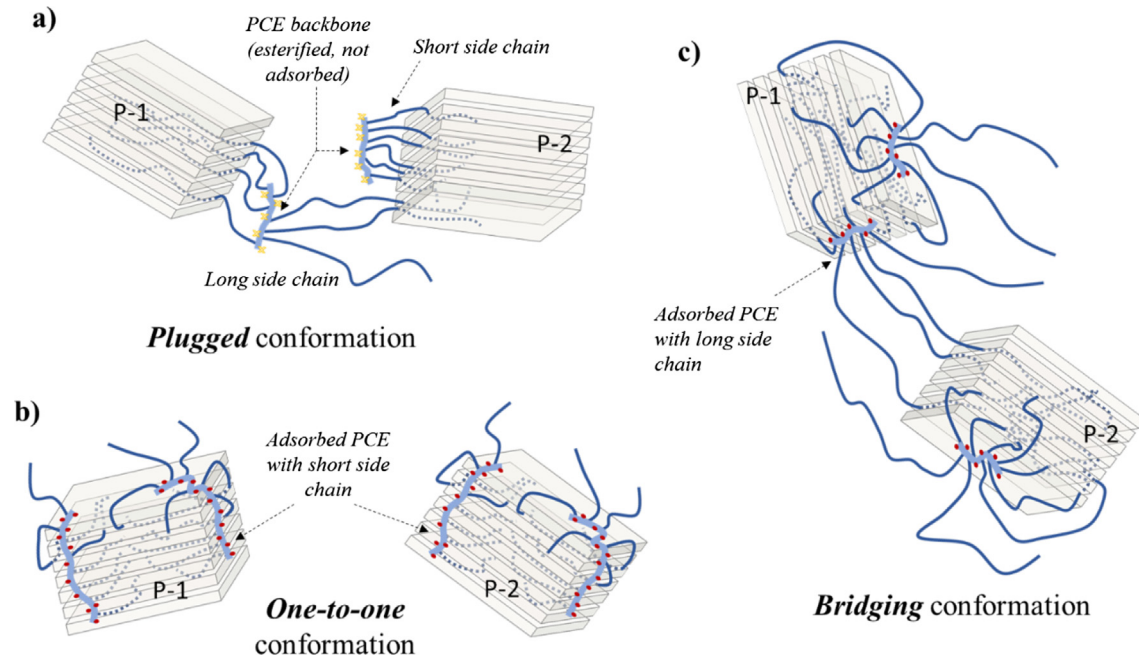 a)
PCE backbone
(esterified, not
adsorbed)
Short side chain
P-1
P-2
Long side chain
Plugged conformation
b)
Adsorbed PCE
with short side
chain
P-1
P-2
One-to-one
conformation
c)
P-1
Adsorbed PCE
with long side
chain
P-2
Bridging conformation